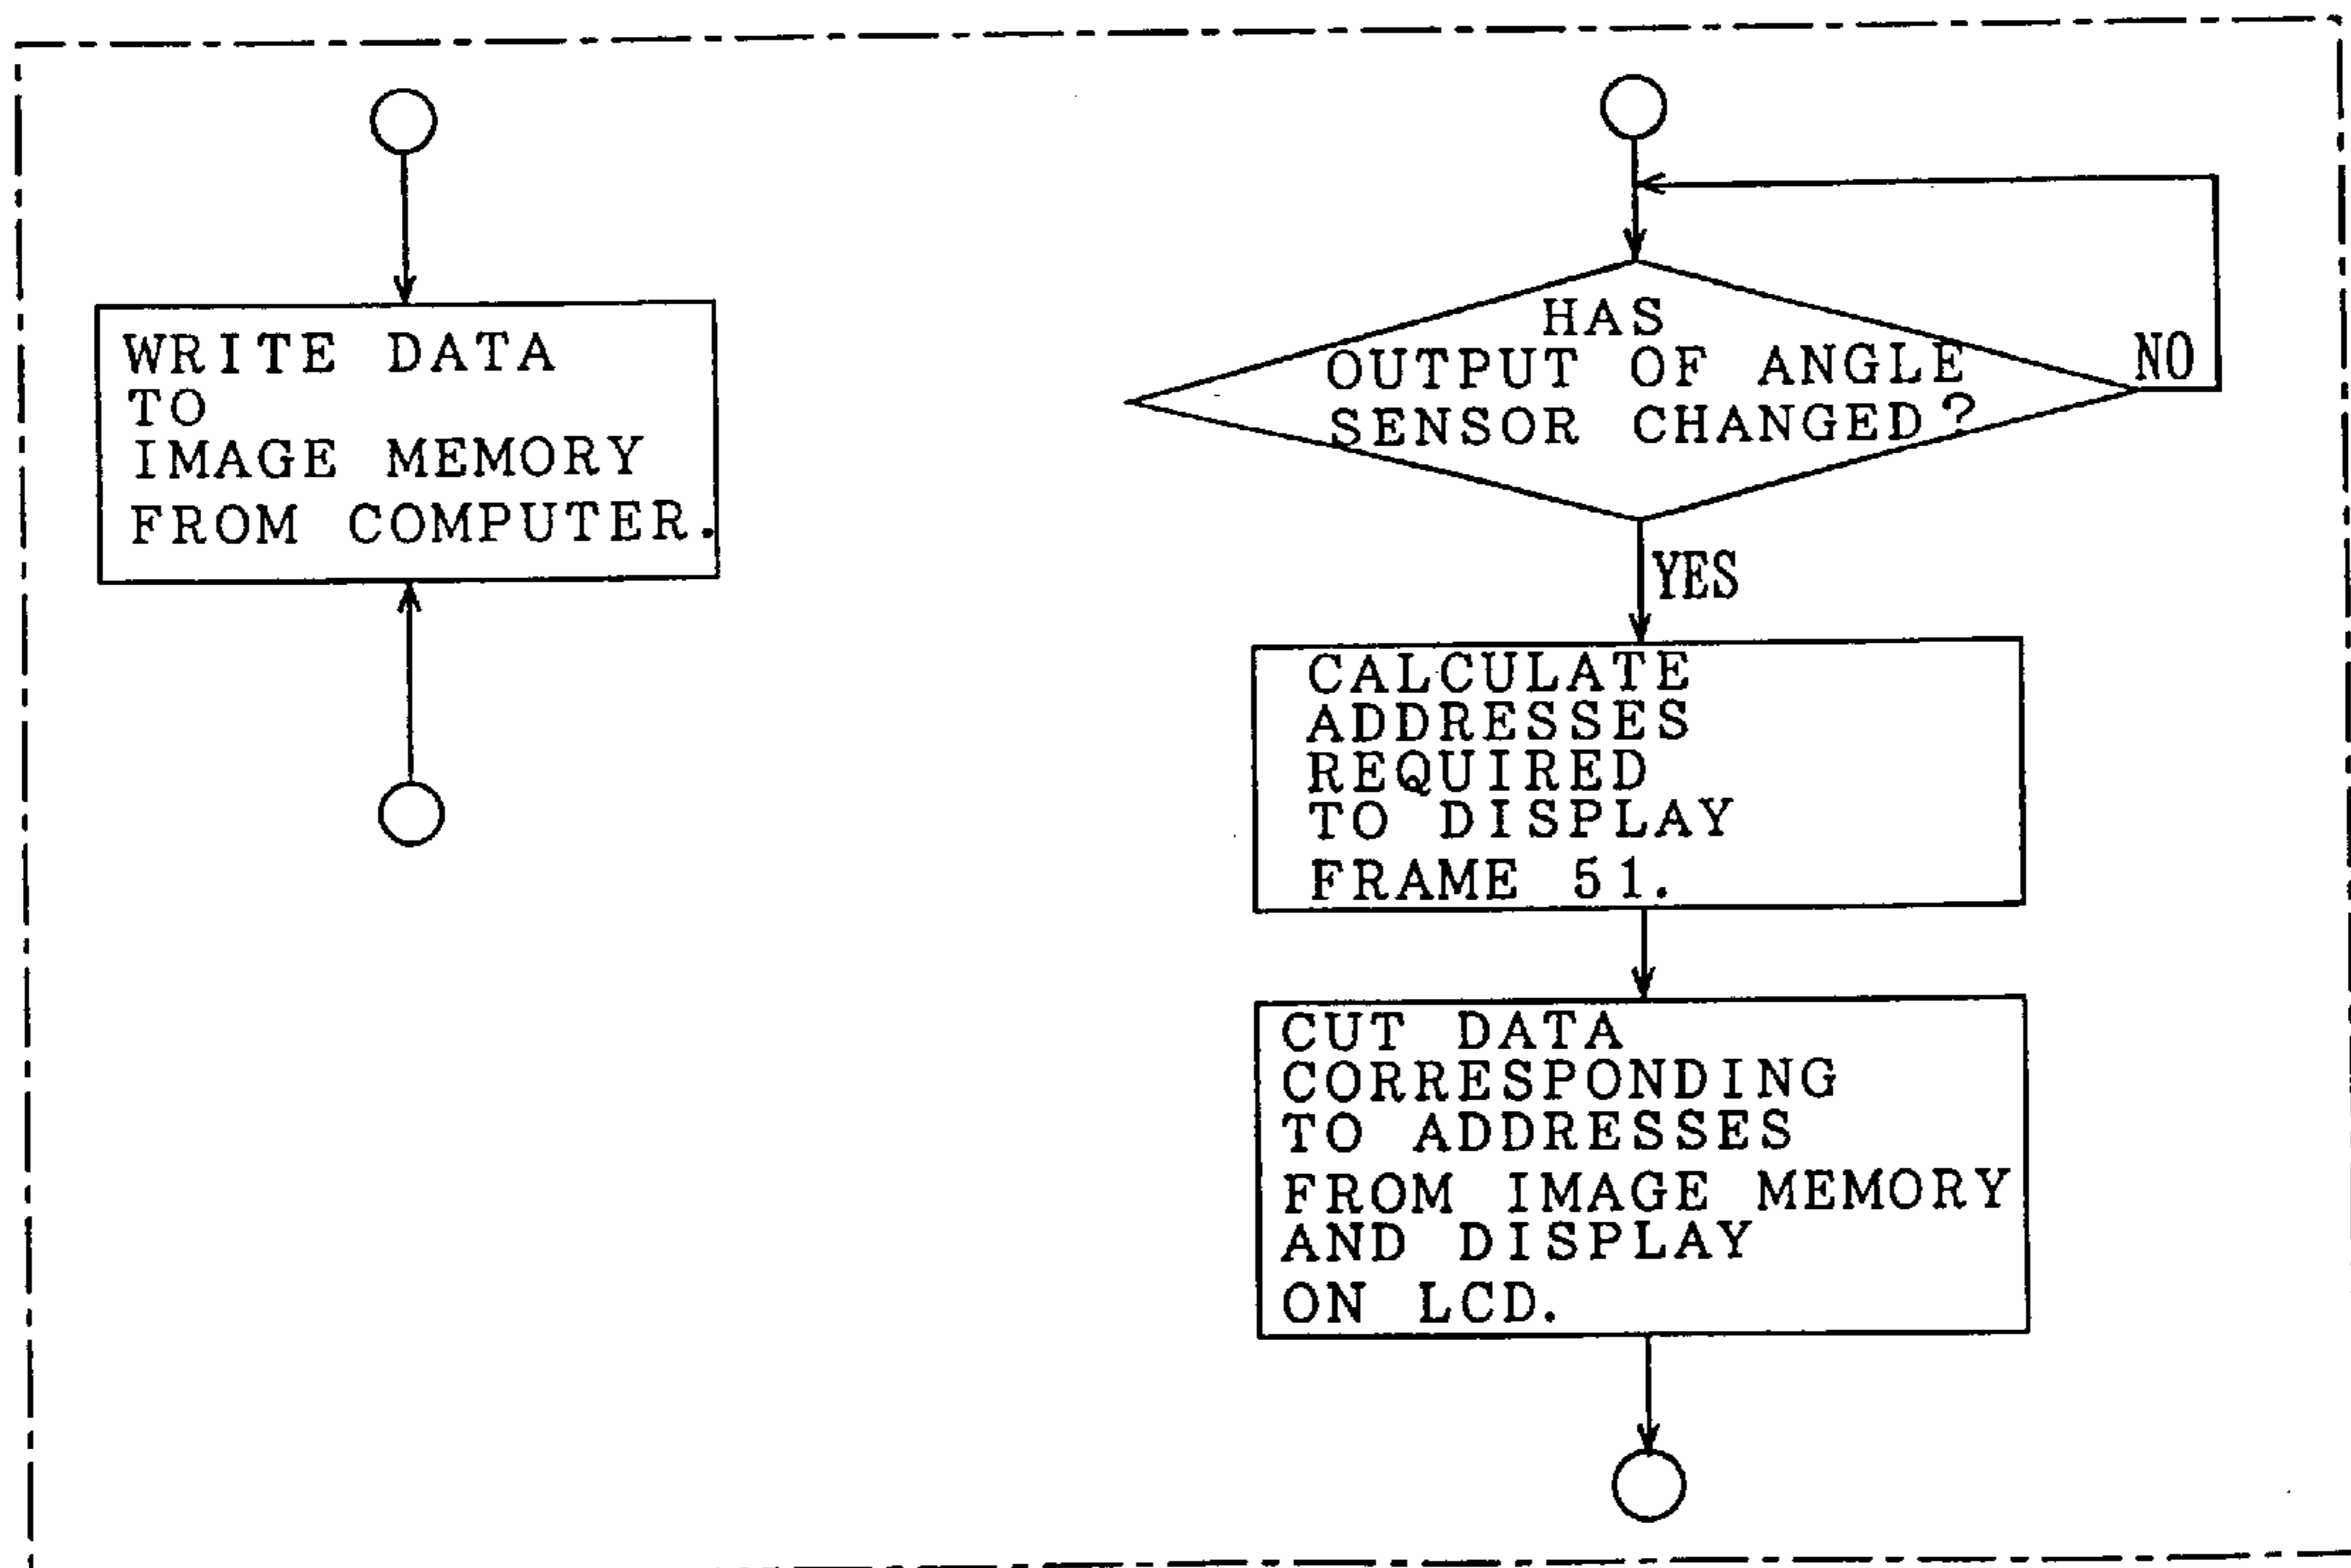 WRITE DATA
TO
IMAGE MEMORY
FROM COMPUTER.
HAS
OUTPUT OF ANGLE
SENSOR CHANGED?
NO
YES
CALCULATE
ADDRESSES
REQUIRED
TO DISPLAY
FRAME 51.
CUT DATA
CORRESPONDING
TO ADDRESSES
FROM IMAGE MEMORY
AND DISPLAY
ON LCD.